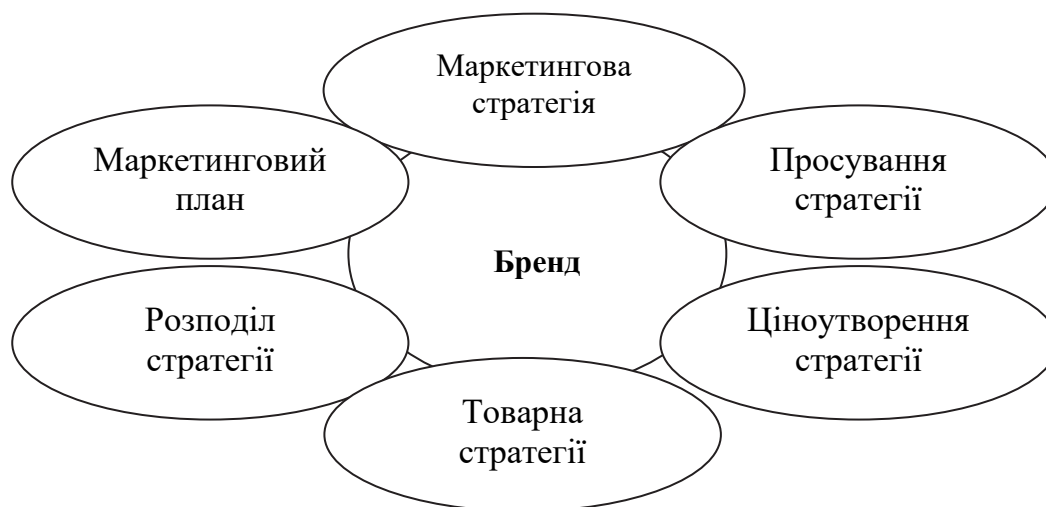 Маркетингова
стратегія
Маркетинговий
план
Просування
стратегії
Бренд
Розподіл
стратегії
Ціноутворення
стратегії
Товарна
стратегії